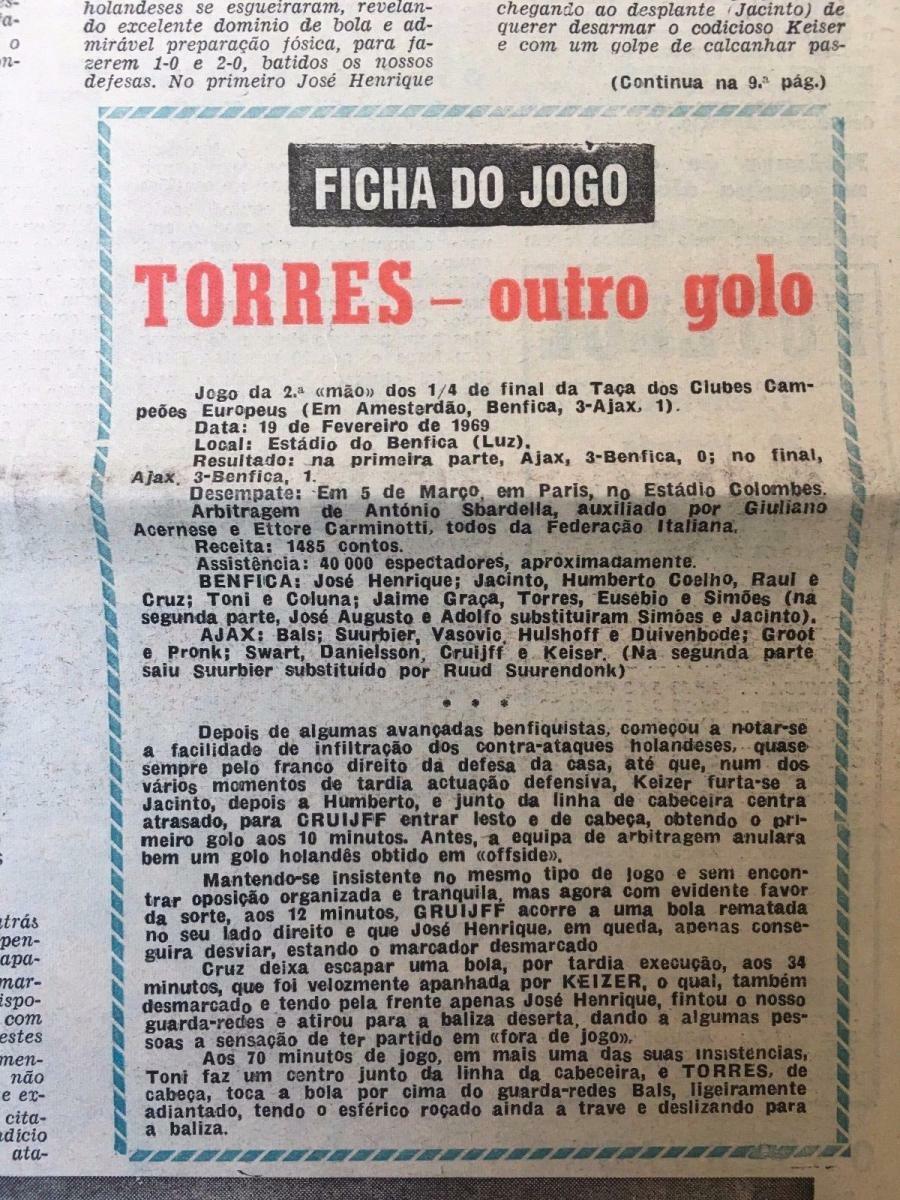 holandeses se esgueiraram, revelan-
do excelente domínio de bola e ad-
mirável preparação fósica, para fa-
zerem 1-0 e 2-0, batidos os nossos
defesas. No primeiro José Henrique
chegando ao desplante (Jacinto) de
querer desarmar o codicioso Keiser
e com um golpe de calcanhar pas-
(Continua na 9.ª pág.)
FICHA DO JOGO
TORRES - outro golo
Jogo da 2.ª «mão» dos 1/4 de final da Taça dos Clubes Cam-
peões Europeus (Em Amesterdão, Benfica, 3-Ajax, 1).
Data: 19 de Fevereiro de 1969
Local: Estádio do Benfica (Luz).
Resultado: na primeira parte, Ajax, 3-Benfica, 0; no final,
Ajax, 3-Benfica, 1.
Desempate: Em 5 de Março, em Paris, no Estádio Colombes.
Arbitragem de António Sbardella, auxiliado por Giuliano
Acernese e Ettore Carminotti, todos da Federação Italiana.
Receita: 1485 contos.
Assistência: 40 000 espectadores, aproximadamente.
BENFICA: José Henrique; Jacinto, Humberto Coelho, Raul e
Cruz; Toni e Coluna; Jaime Graça, Torres, Eusébio e Simões (na
segunda parte, José Augusto e Adolfo substituiram Simões e Jacinto).
AJAX: Bals; Suurbier, Vasovic, Hulshoff e Duivenbode; Groot
e Pronk; Swart, Danielsson, Cruijff e Keiser. (Na segunda parte
saiu Suurbier substituído por Ruud Suurendonk)
* * *
Depois de algumas avançadas benfiquistas, começou a notar-se
a facilidade de infiltração dos contra-ataques holandeses, quase
sempre pelo franco direito da defesa da casa, até que, num dos
vários momentos de tardia actuação defensiva, Keizer furta-se a
Jacinto, depois a Humberto, e junto da linha de cabeceira centra
atrasado, para CRUIJFF entrar lesto e de cabeça, obtendo o pri-
meiro golo aos 10 minutos. Antes, a equipa de arbitragem anulara
bem um golo holandês obtido em «offside».
Mantendo-se insistente no mesmo tipo de jogo e sem encon-
trar oposição organizada e tranquila, mas agora com evidente favor
da sorte, aos 12 minutos, GRUIJFF acorre a uma bola rematada
no seu lado direito e que José Henrique, em queda, apenas conse-
guira desviar, estando o marcador desmarcado
Cruz deixa escapar uma bola, por tardia execução, aos 34
minutos, que foi velozmente apanhada por KEIZER, o qual, também
desmarcado e tendo pela frente apenas José Henrique, fintou o nosso
guarda-redes e atirou para a baliza deserta, dando a algumas pes-
soas a sensação de ter partido em «fora de jogo».
Aos 70 minutos de jogo, em mais uma das suas insistências,
Toni faz um centro junto da linha da cabeceira, e TORRES, de
cabeça, toca a bola por cima do guarda-redes Bals, ligeiramente
adiantado, tendo o esférico roçado ainda a trave e deslizando para
a baliza.